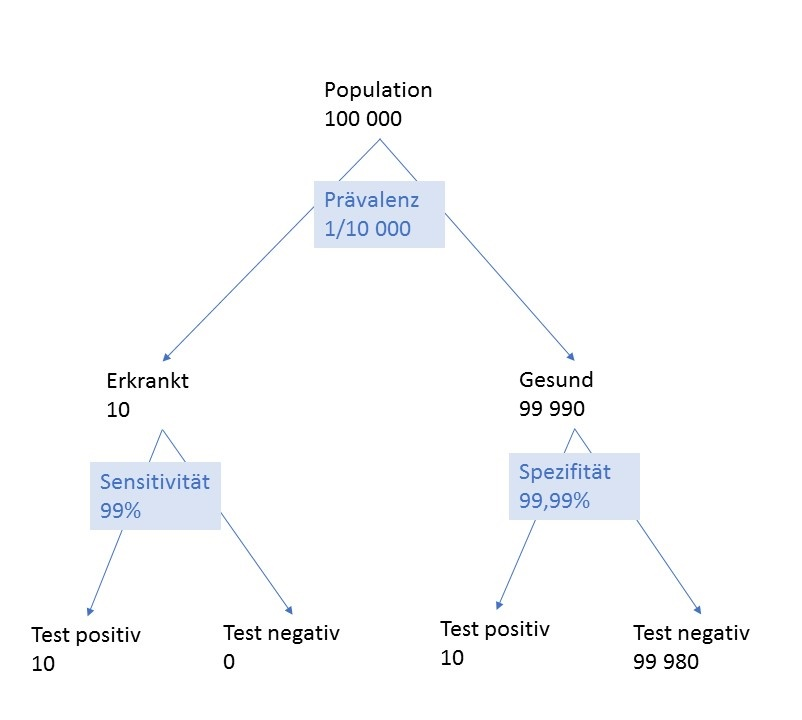 Population
100 000
Prävalenz
1/10 000
Erkrankt
10
Gesund
99 990
Sensitivität
99%
Spezifität
99,99%
Test positiv
10
Test negativ
0
Test positiv
10
Test negativ
99 980